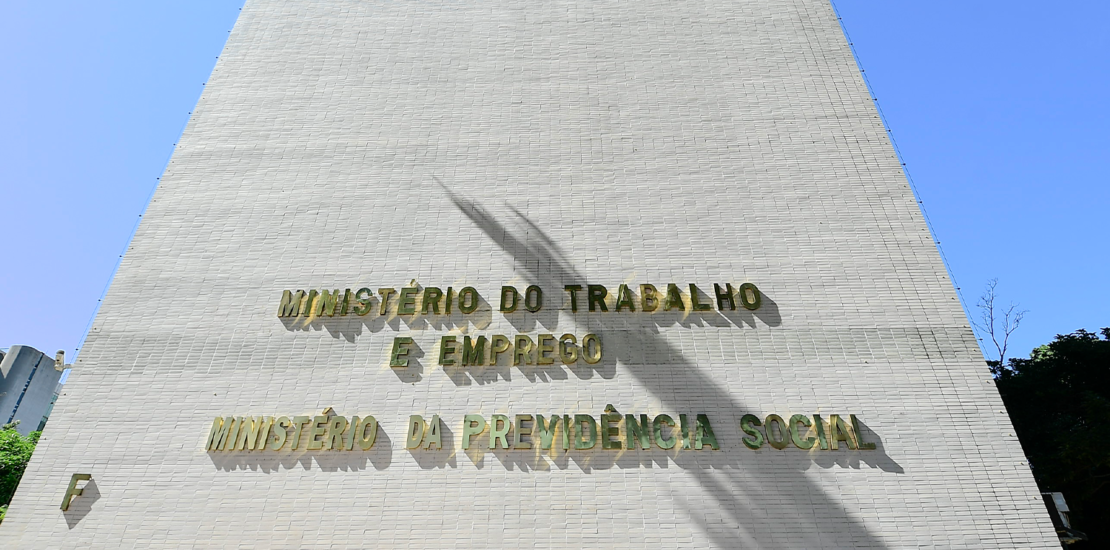 MINISTÉRIO DO TRABALHO
E EMPREGO
MINISTÉRIO DA PREVIDÊNCIA SOCIAL
F